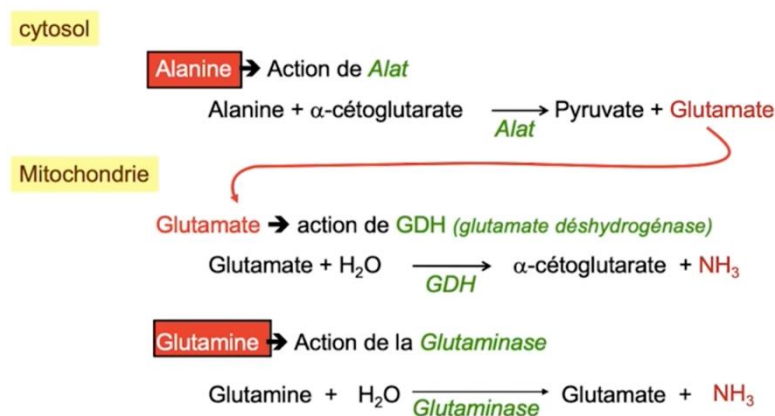 cytosol
Alanine → Action de Alat
Alanine + α-cétoglutarate → Pyruvate + Glutamate
Alat
Mitochondrie
Glutamate → action de GDH (glutamate déshydrogénase)
Glutamate + H₂O → α-cétoglutarate + NH₃
GDH
Glutamine → Action de la Glutaminase
Glutamine + H₂O → Glutamate + NH₃
Glutaminase